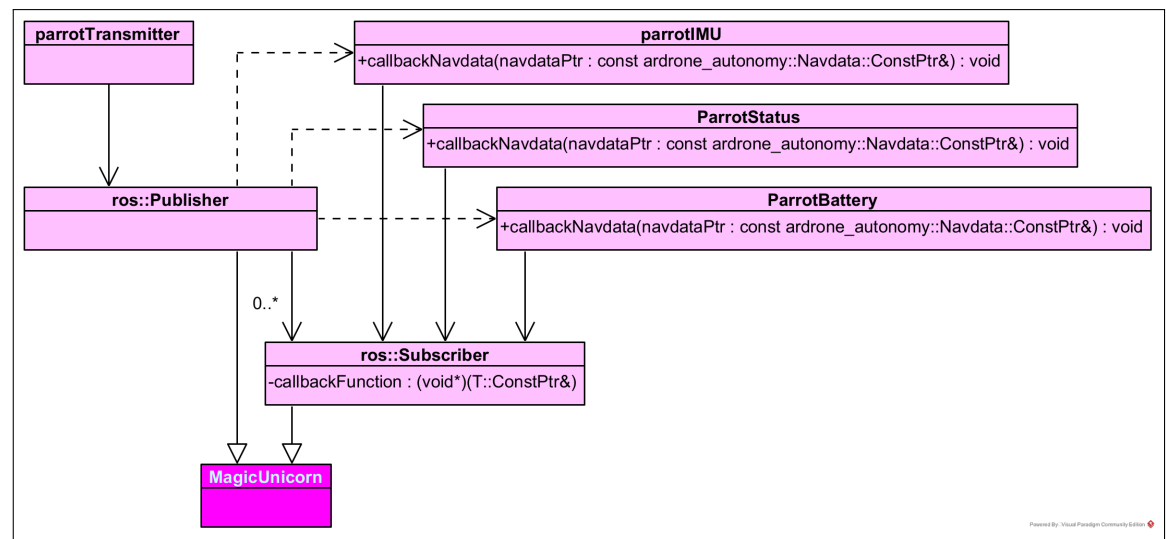 parrotTransmitter
parrotIMU
+callbackNavdata(navdataPtr : const ardrone_autonomy::Navdata::ConstPtr&) : void
ParrotStatus
+callbackNavdata(navdataPtr : const ardrone_autonomy::Navdata::ConstPtr&) : void
ros::Publisher
ParrotBattery
+callbackNavdata(navdataPtr : const ardrone_autonomy::Navdata::ConstPtr&) : void
0..*
ros::Subscriber
-callbackFunction : (void*)(T::ConstPtr&)
MagicUnicorn
Powered By: Visual Paradigm Community Edition